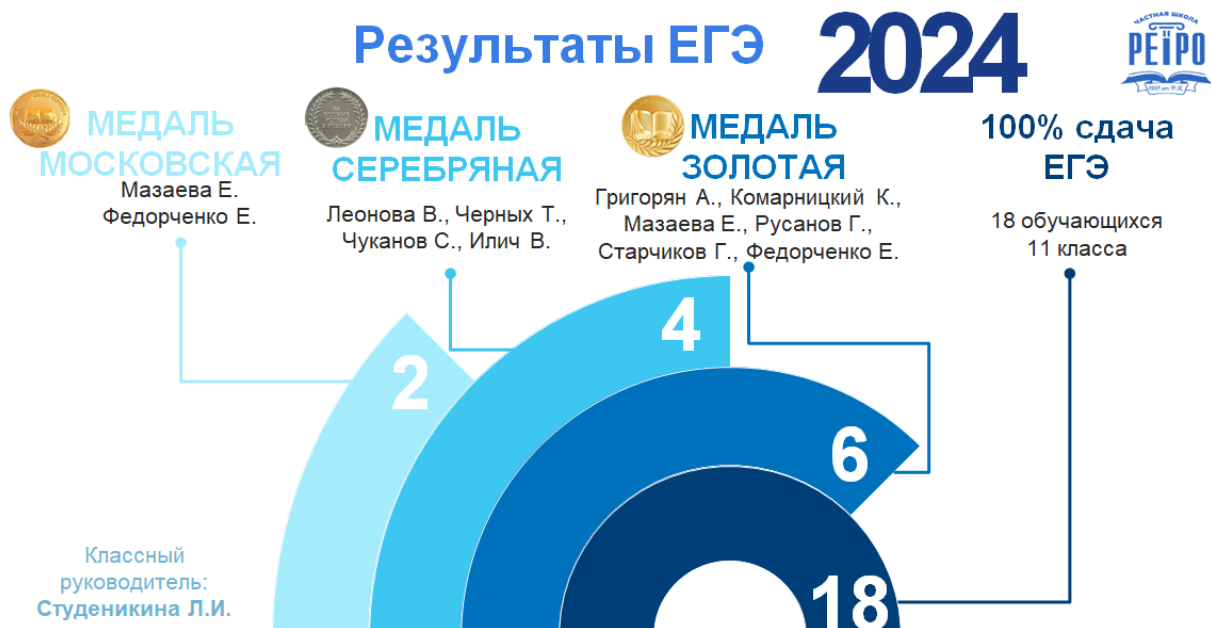 Результаты ЕГЭ 2024
ЧАСТНАЯ ШКОЛА
РЕТРО
МЕДАЛЬ
МОСКОВСКАЯ
Мазаева Е.
Федорченко Е.
МЕДАЛЬ
СЕРЕБРЯНАЯ
Леонова В., Черных Т.,
Чуканов С., Илич В.
МЕДАЛЬ
ЗОЛОТАЯ
Григорян А., Комарницкий К.,
Мазаева Е., Русанов Г.,
Старчиков Г., Федорченко Е.
100% сдача
ЕГЭ
18 обучающихся
11 класса
2
4
6
18
Классный
руководитель:
Студеникина Л.И.